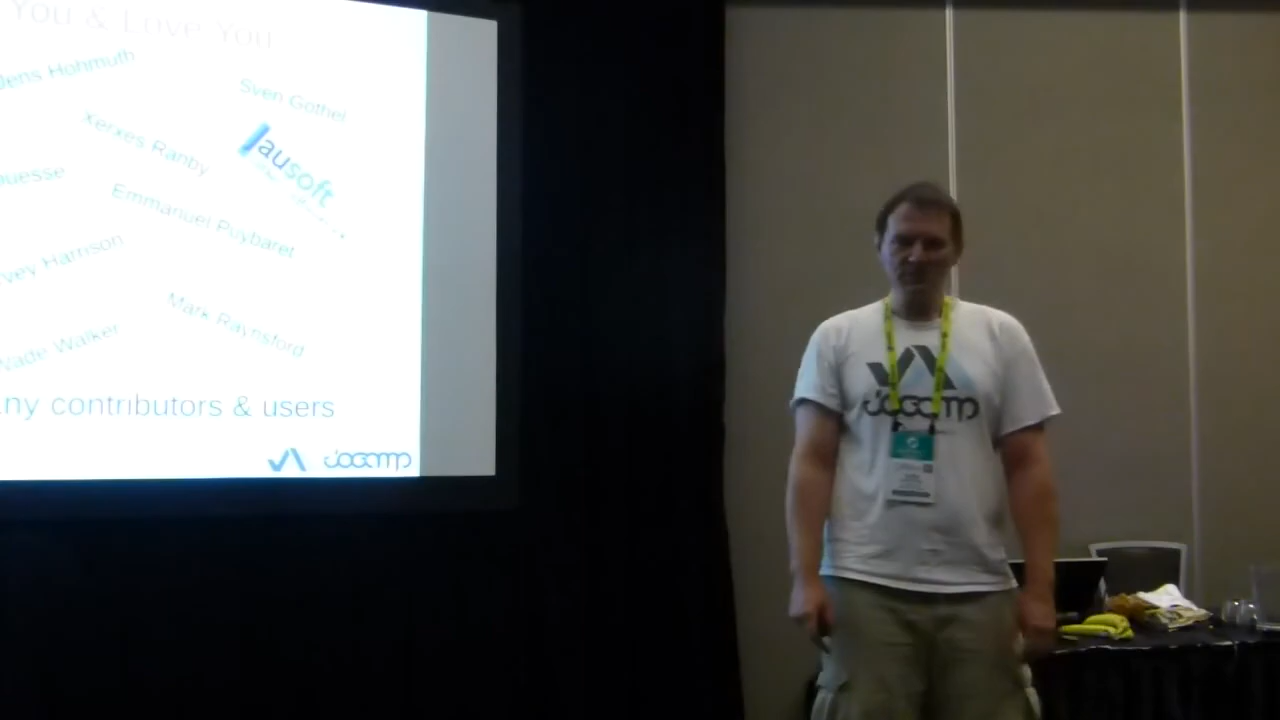 You & Love You
Jens Hohmuth
Sven Gothel
Xerxes Ranby
Jausoft
auesse
Emmanuel Puybaret
vey Harrison
Mark Raynsford
Wade Walker
ny contributors & users
JOGAMP
JOGAMP